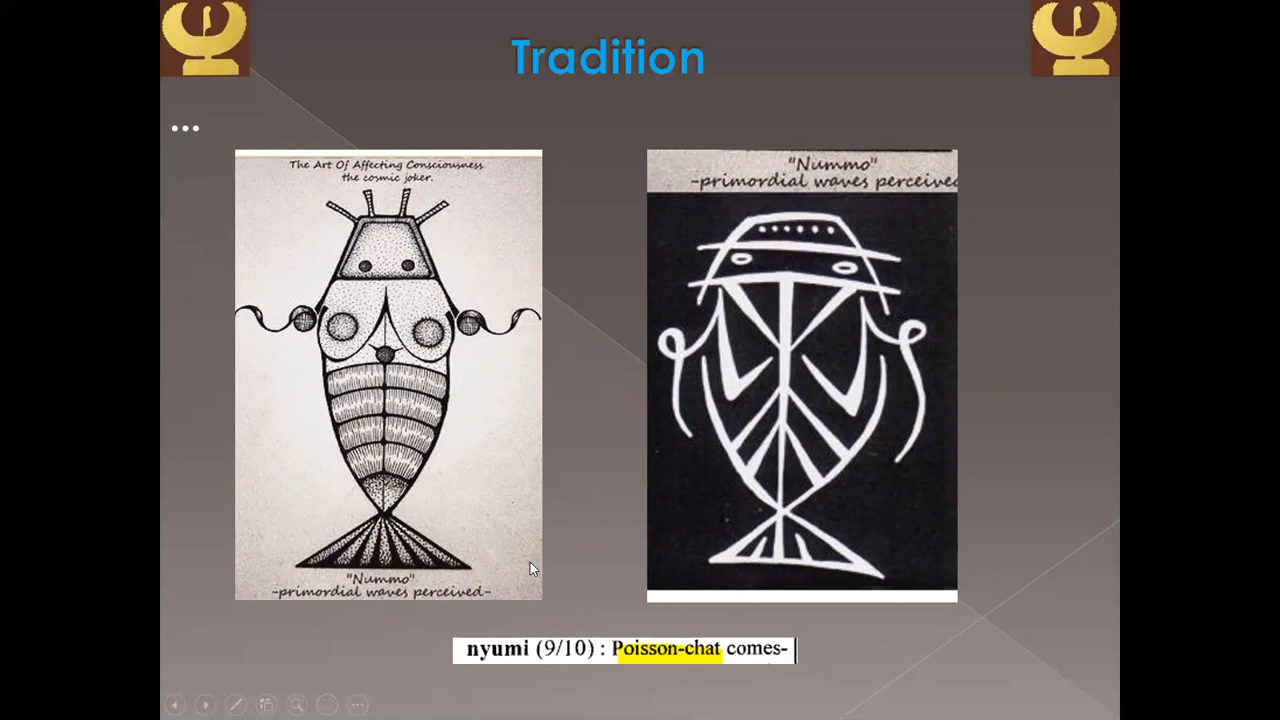 Tradition
...
The Art Of Affecting Consciousness
the cosmic joker.
"Nummo"
-primordial waves perceived-
"Nummo"
-primordial waves perceived
nyumi (9/10) : Poisson-chat comes-